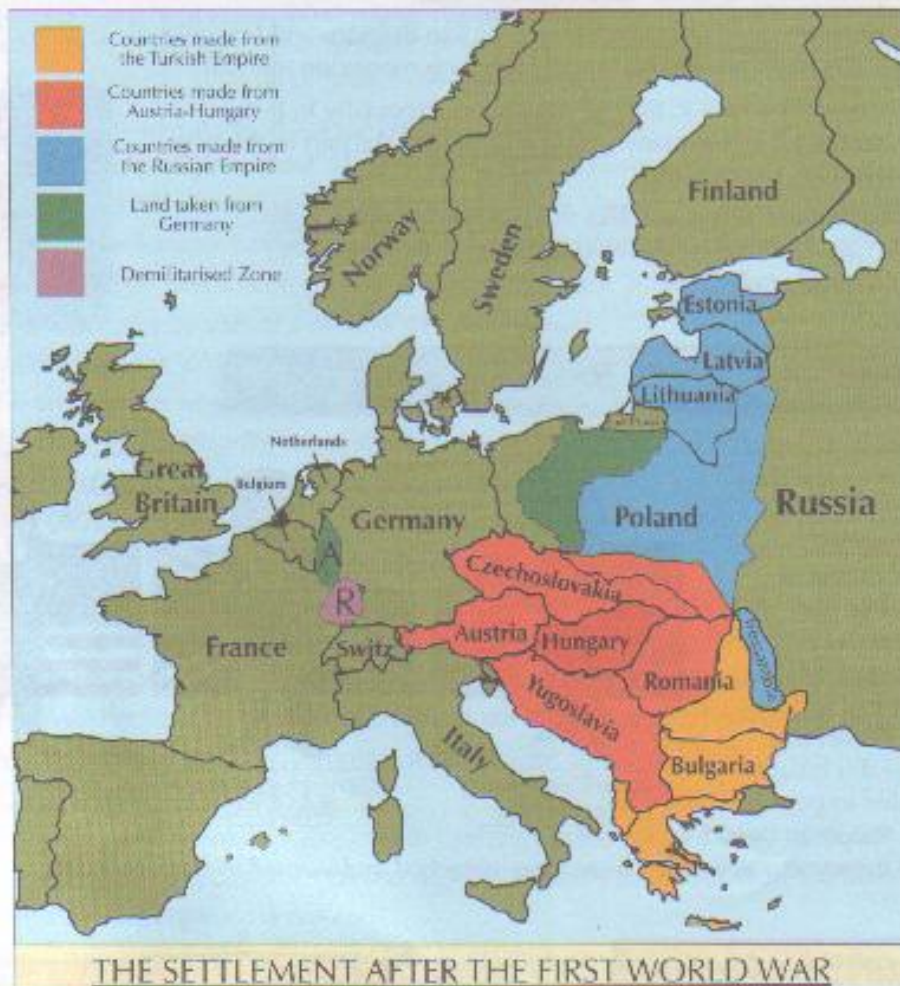 Countries made from
the Turkish Empire
Countries made from
Austria-Hungary
Countries made from
the Russian Empire
Land taken from
Germany
Demilitarised Zone
Norway
Sweden
Finland
Estonia
Latvia
Lithuania
Great
Britain
Netherlands
Belgium
Germany
Poland
Russia
A
R
Czechoslovakia
France
Switz
Austria
Hungary
Romania
Yugoslavia
Italy
Bulgaria
THE SETTLEMENT AFTER THE FIRST WORLD WAR